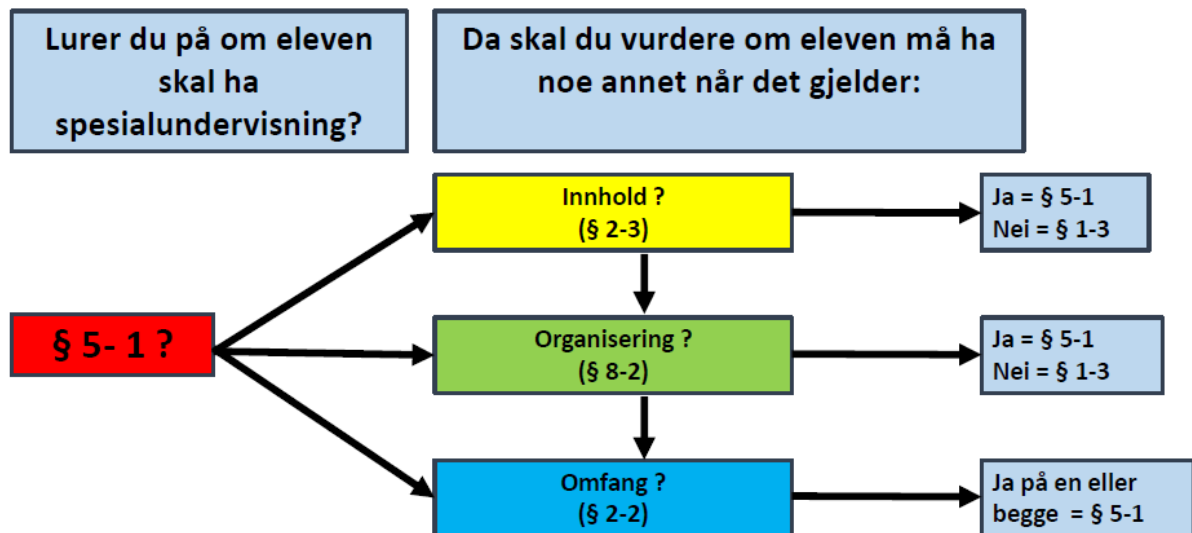 Lurer du på om eleven
skal ha
spesialundervisning?
Da skal du vurdere om eleven må ha
noe annet når det gjelder:
Innhold ?
(§ 2-3)
Ja = § 5-1
Nei = § 1-3
§ 5- 1 ?
Organisering ?
(§ 8-2)
Ja = § 5-1
Nei = § 1-3
Omfang ?
(§ 2-2)
Ja på en eller
begge = § 5-1